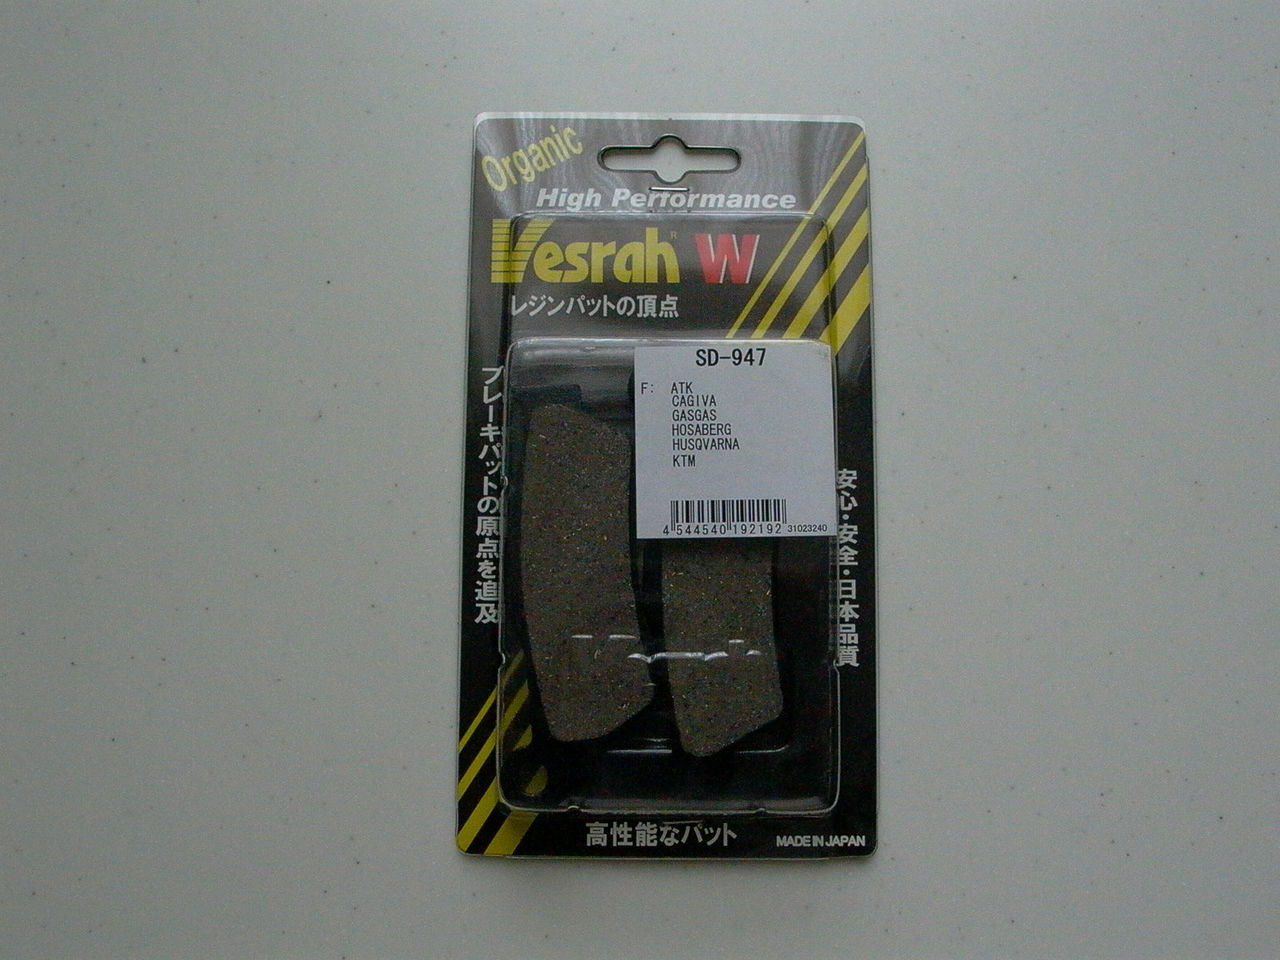 Organic
High Performance
Vesrah® W
レジンパットの頂点
SD-947
F: ATK
CAGIVA
GASGAS
HOSABERG
HUSQVARNA
KTM
4 544540 192192 31023240
ブレーキパットの原点を追及
安心・安全・日本品質
高性能なパット
MADE IN JAPAN